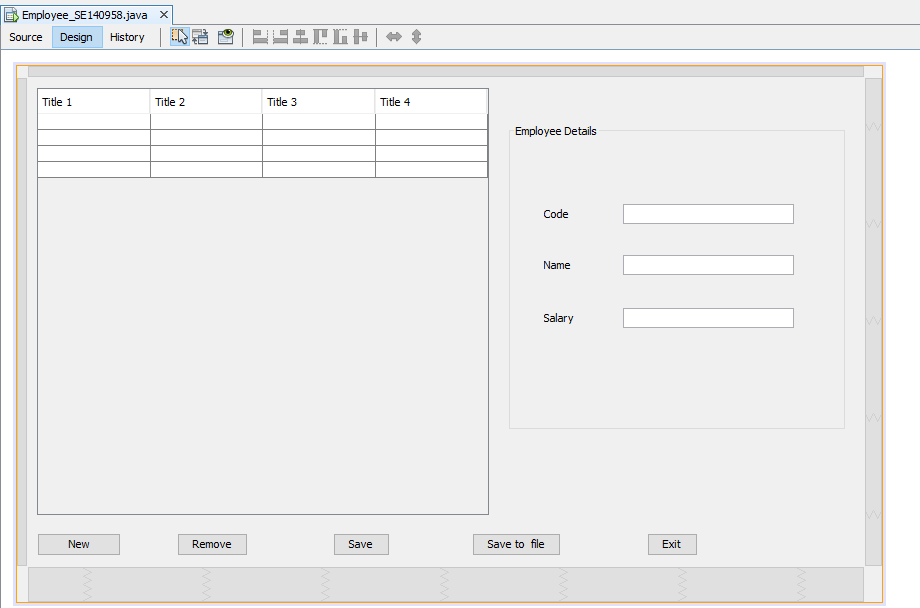 Employee_SE140958.java
Source Design History
Title 1 Title 2 Title 3 Title 4
Employee Details
Code
Name
Salary
New Remove Save Save to file Exit